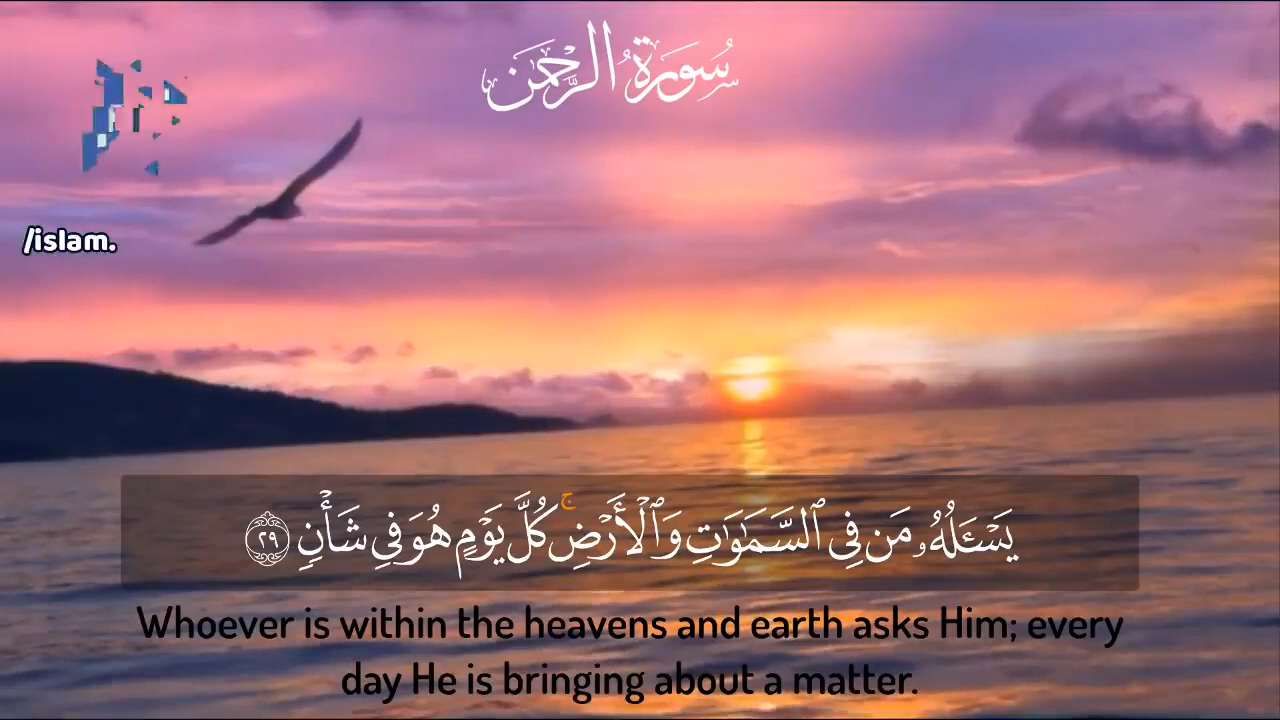 سُورَةُ الرَّحْمَن
/islam.
يَسْـَٔلُهُۥ مَن فِى ٱلسَّمَـٰوَٰتِ وَٱلْأَرْضِ ۚ كُلَّ يَوْمٍ هُوَ فِى شَأْنٍ ٢٩
Whoever is within the heavens and earth asks Him; every
day He is bringing about a matter.